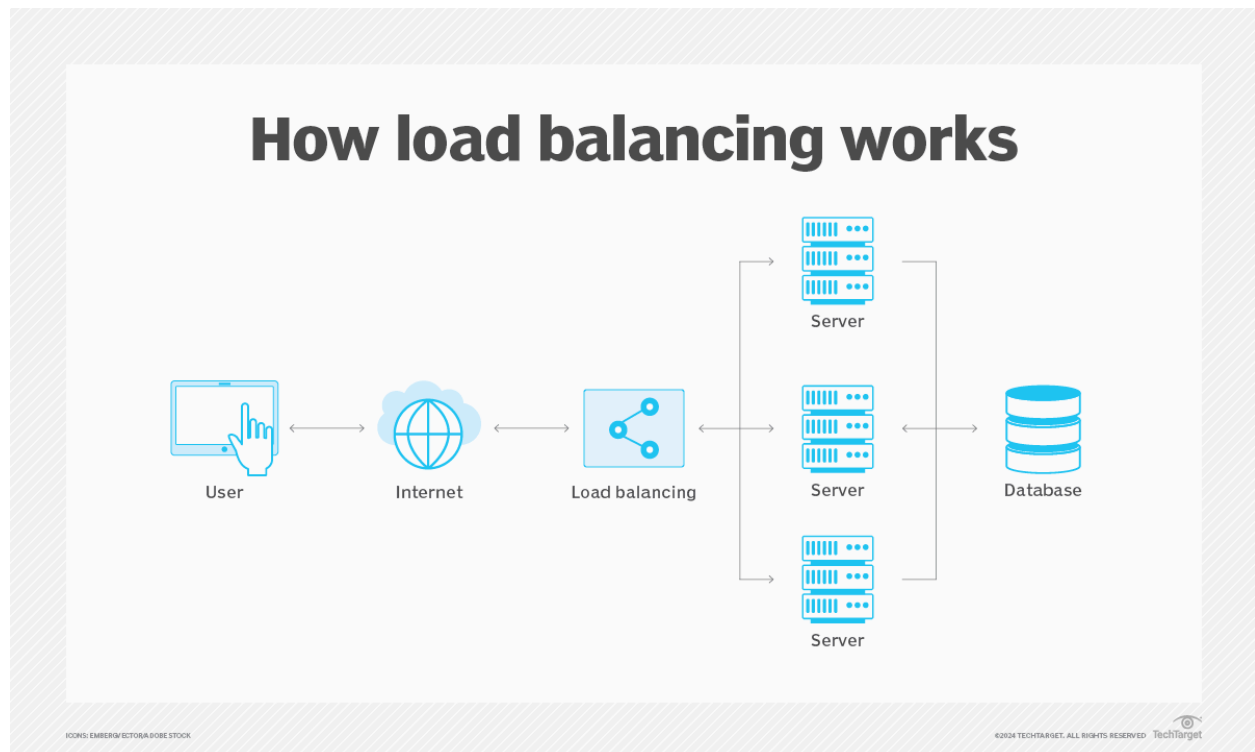 How load balancing works
Server
User
Internet
Load balancing
Server
Database
Server
ICONS: EMBERGVECTOR/ADOBE STOCK
©2024 TECHTARGET. ALL RIGHTS RESERVED
TechTarget